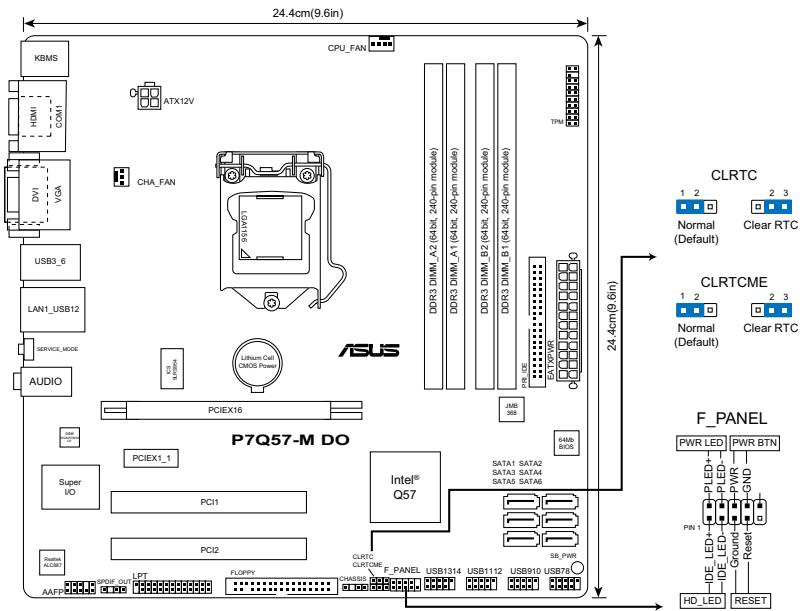 24.4cm(9.6in)
CPU_FAN
KBMS
ATX12V
HDMI
COM1
TPM
CHA_FAN
DVI
VGA
LGA1156
DDR3 DIMM_A2 (64bit, 240-pin module)
DDR3 DIMM_A1 (64bit, 240-pin module)
DDR3 DIMM_B2 (64bit, 240-pin module)
DDR3 DIMM_B1 (64bit, 240-pin module)
24.4cm(9.6in)
CLRTC
1 2
2 3
Normal
(Default)
Clear RTC
CLRTCME
1 2
2 3
Normal
(Default)
Clear RTC
USB3_6
LAN1_USB12
SERVICE_MODE
AUDIO
ICS
Lithium Cell
CMOS Power
ASUS
PRI_IDE
EATXPWR
PCIEX16
JMB
368
P7Q57-M DO
64Mb
BIOS
PCIEX1_1
Super
I/O
Intel®
Q57
SATA1 SATA2
SATA3 SATA4
SATA5 SATA6
PCI1
PCI2
SB_PWR
Realtek
ALC887
AAFP
SPDIF_OUT
LPT
FLOPPY
CLRTC
CLRTCME
CHASSIS
F_PANEL
USB1314
USB1112
USB910
USB78
F_PANEL
PWR LED
PWR BTN
PLED+
PLED-
PWR
GND
PIN 1
IDE_LED+
IDE_LED-
Ground
Reset
HD_LED
RESET